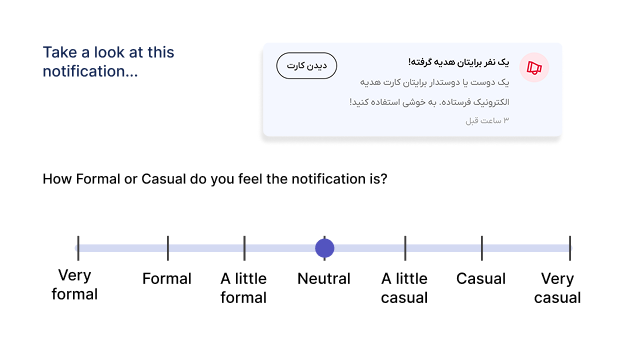 Take a look at this
notification...
یک نفر برایتان هدیه گرفته!
یک دوست یا دوستدار برایتان کارت هدیه
الکترونیک فرستاده. به خوشی استفاده کنید!
۳ ساعت قبل
دیدن کارت
How Formal or Casual do you feel the notification is?
Very
formal
Formal
A little
formal
Neutral
A little
casual
Casual
Very
casual